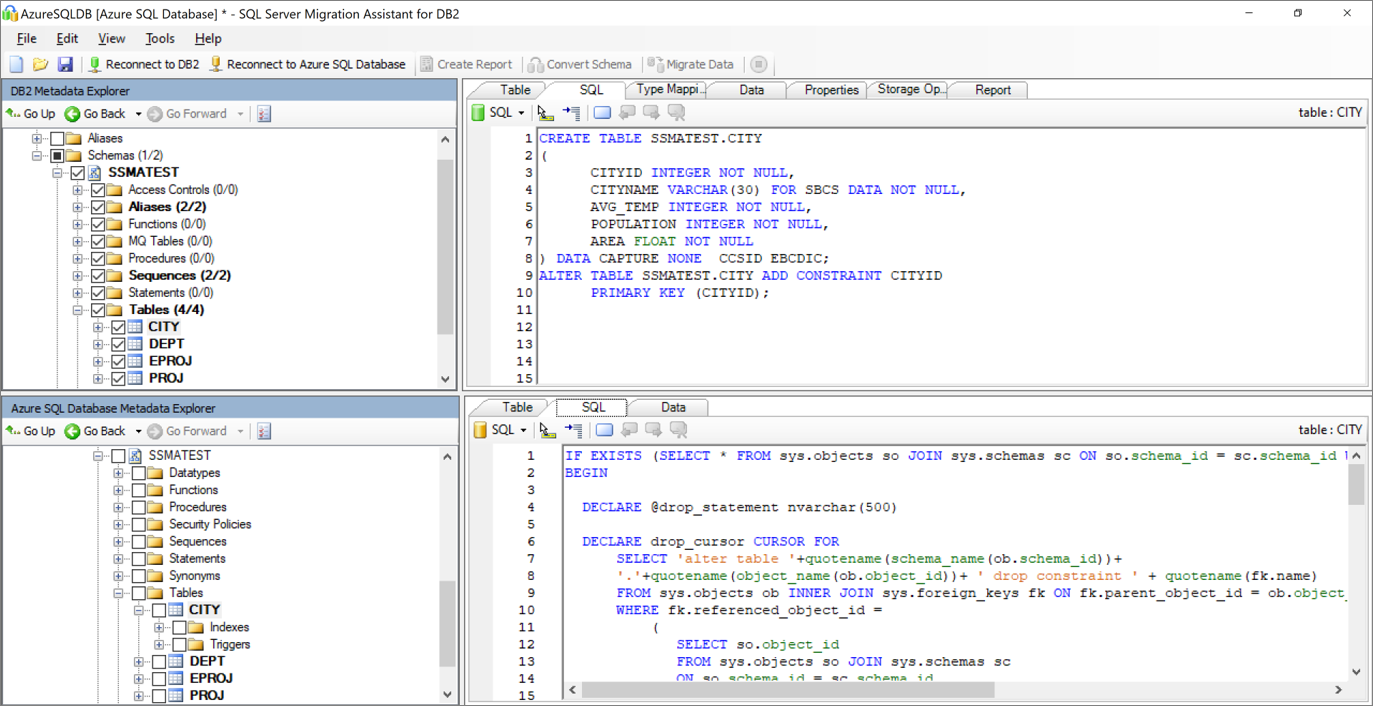 AzureSQLDB [Azure SQL Database] * - SQL Server Migration Assistant for DB2
File Edit View Tools Help
Reconnect to DB2 Reconnect to Azure SQL Database Create Report Convert Schema Migrate Data
DB2 Metadata Explorer
Go Up Go Back Go Forward
Aliases
Schemas (1/2)
SSMATEST
Access Controls (0/0)
Aliases (2/2)
Functions (0/0)
MQ Tables (0/0)
Procedures (0/0)
Sequences (2/2)
Statements (0/0)
Tables (4/4)
CITY
DEPT
EPROJ
PROJ
Table SQL Type Mappi... Data Properties Storage Op... Report
SQL table : CITY
1 CREATE TABLE SSMATEST.CITY
2 (
3 CITYID INTEGER NOT NULL,
4 CITYNAME VARCHAR(30) FOR SBCS DATA NOT NULL,
5 AVG_TEMP INTEGER NOT NULL,
6 POPULATION INTEGER NOT NULL,
7 AREA FLOAT NOT NULL
8 ) DATA CAPTURE NONE CCSID EBCDIC;
9 ALTER TABLE SSMATEST.CITY ADD CONSTRAINT CITYID
10 PRIMARY KEY (CITYID);
11
12
13
14
15
Azure SQL Database Metadata Explorer
Go Up Go Back Go Forward
SSMATEST
Datatypes
Functions
Procedures
Security Policies
Sequences
Statements
Synonyms
Tables
CITY
Indexes
Triggers
DEPT
EPROJ
PROJ
Table SQL Data
SQL table : CITY
1 IF EXISTS (SELECT * FROM sys.objects so JOIN sys.schemas sc ON so.schema_id = sc.schema_id
2 BEGIN
3
4 DECLARE @drop_statement nvarchar(500)
5
6 DECLARE drop_cursor CURSOR FOR
7 SELECT 'alter table '+quotename(schema_name(ob.schema_id))+
8 '.'+quotename(object_name(ob.object_id))+ ' drop constraint ' + quotename(fk.name)
9 FROM sys.objects ob INNER JOIN sys.foreign_keys fk ON fk.parent_object_id = ob.object_
10 WHERE fk.referenced_object_id =
11 (
12 SELECT so.object_id
13 FROM sys.objects so JOIN sys.schemas sc
14 ON so.schema_id = sc.schema_id
15